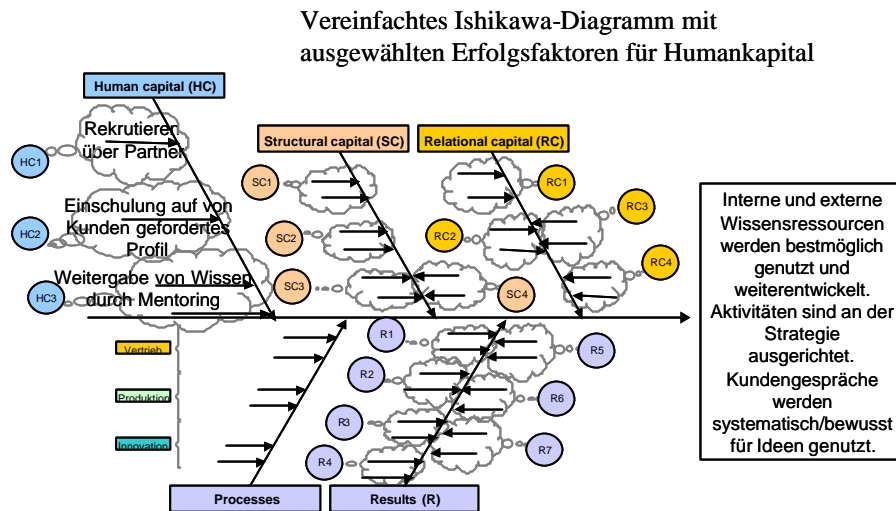 Vereinfachtes Ishikawa-Diagramm mit
ausgewählten Erfolgsfaktoren für Humankapital
Human capital (HC)
Structural capital (SC)
Relational capital (RC)
HC1
Rekrutieren
über Partner
HC2
Einschulung auf von
Kunden gefordertes
Profil
HC3
Weitergabe von Wissen
durch Mentoring
SC1
SC2
SC3
SC4
RC1
RC2
RC3
RC4
Interne und externe
Wissensressourcen
werden bestmöglich
genutzt und
weiterentwickelt.
Aktivitäten sind an der
Strategie
ausgerichtet.
Kundengespräche
werden
systematisch/bewusst
für Ideen genutzt.
Vertrieb
Produktion
Innovation
R1
R2
R3
R4
R5
R6
R7
Processes
Results (R)